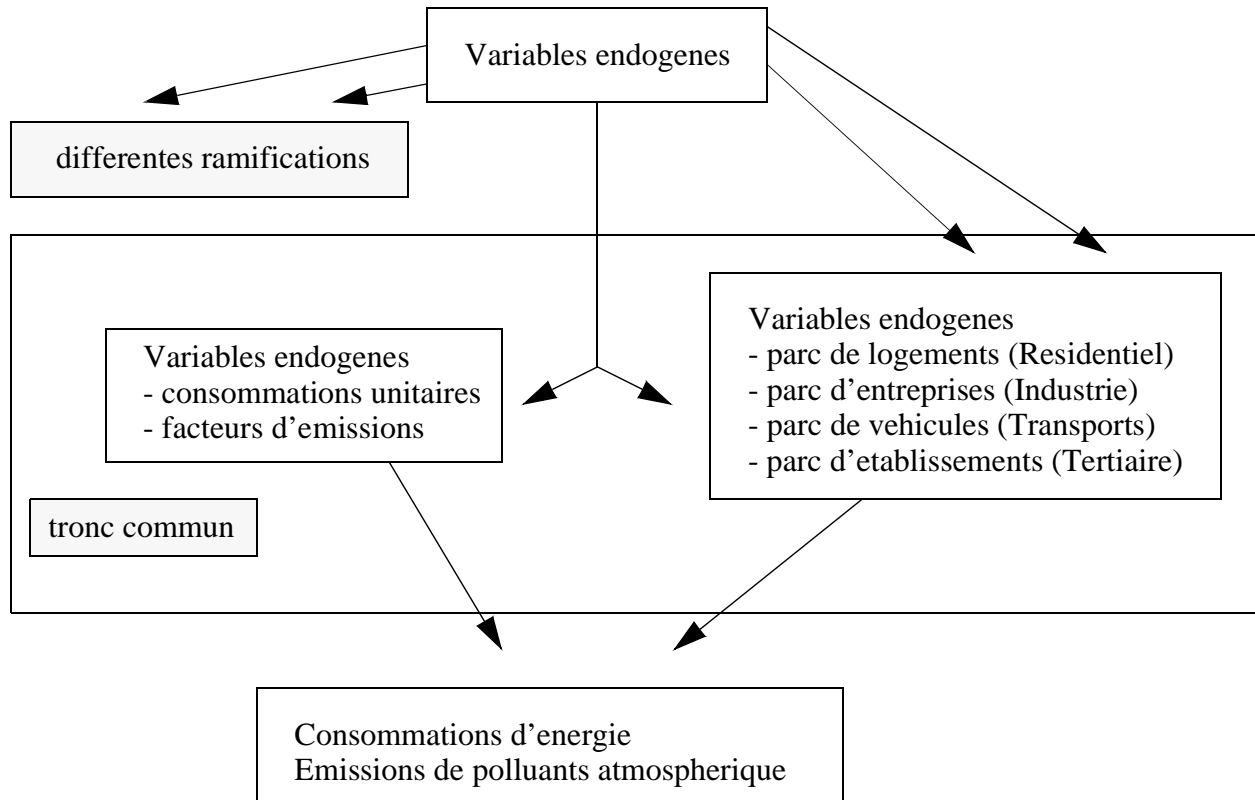 Variables endogenes
differentes ramifications
Variables endogenes
- consommations unitaires
- facteurs d'emissions
Variables endogenes
- parc de logements (Residentiel)
- parc d'entreprises (Industrie)
- parc de vehicules (Transports)
- parc d'etablissements (Tertiaire)
tronc commun
Consommations d'energie
Emissions de polluants atmospherique